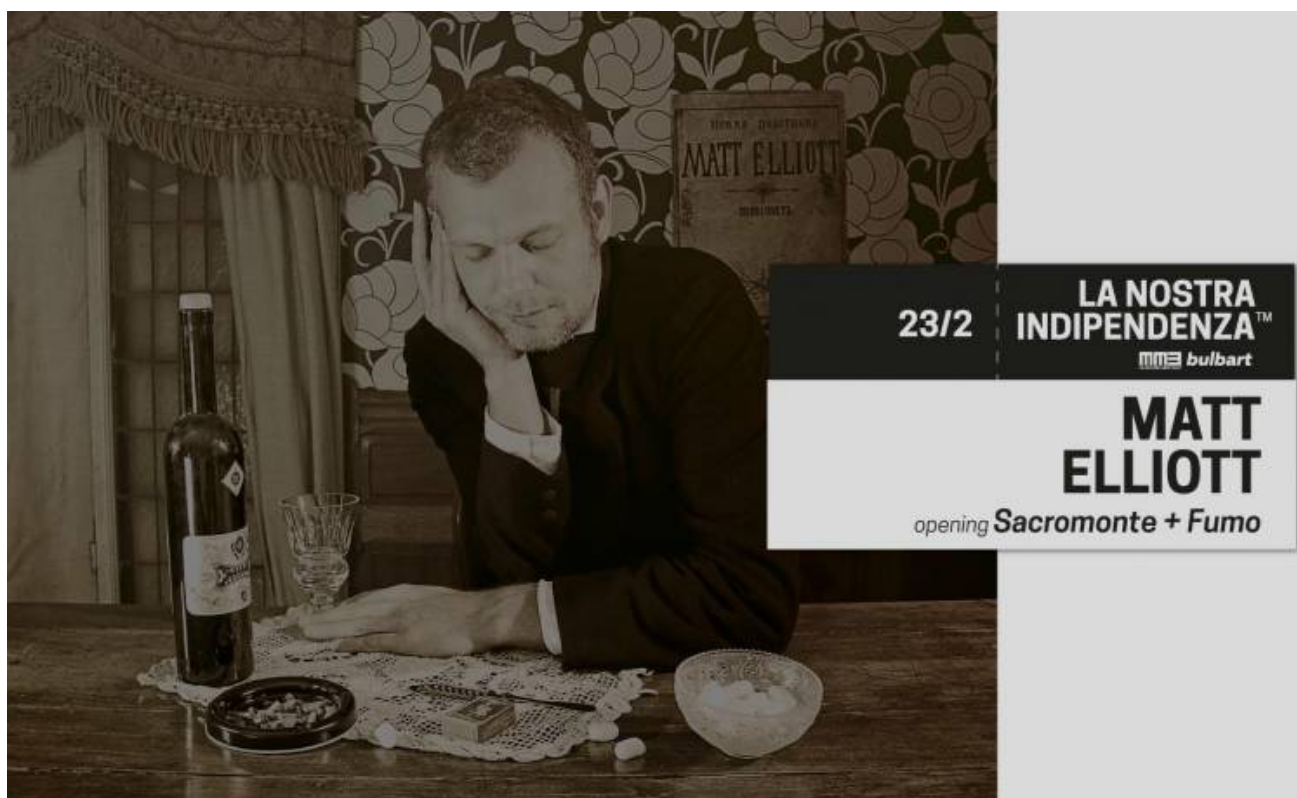 MATT ELLIOTT
23/2
LA NOSTRA
INDIPENDENZA™
bulbart
MATT
ELLIOTT
opening Sacromonte + Fumo